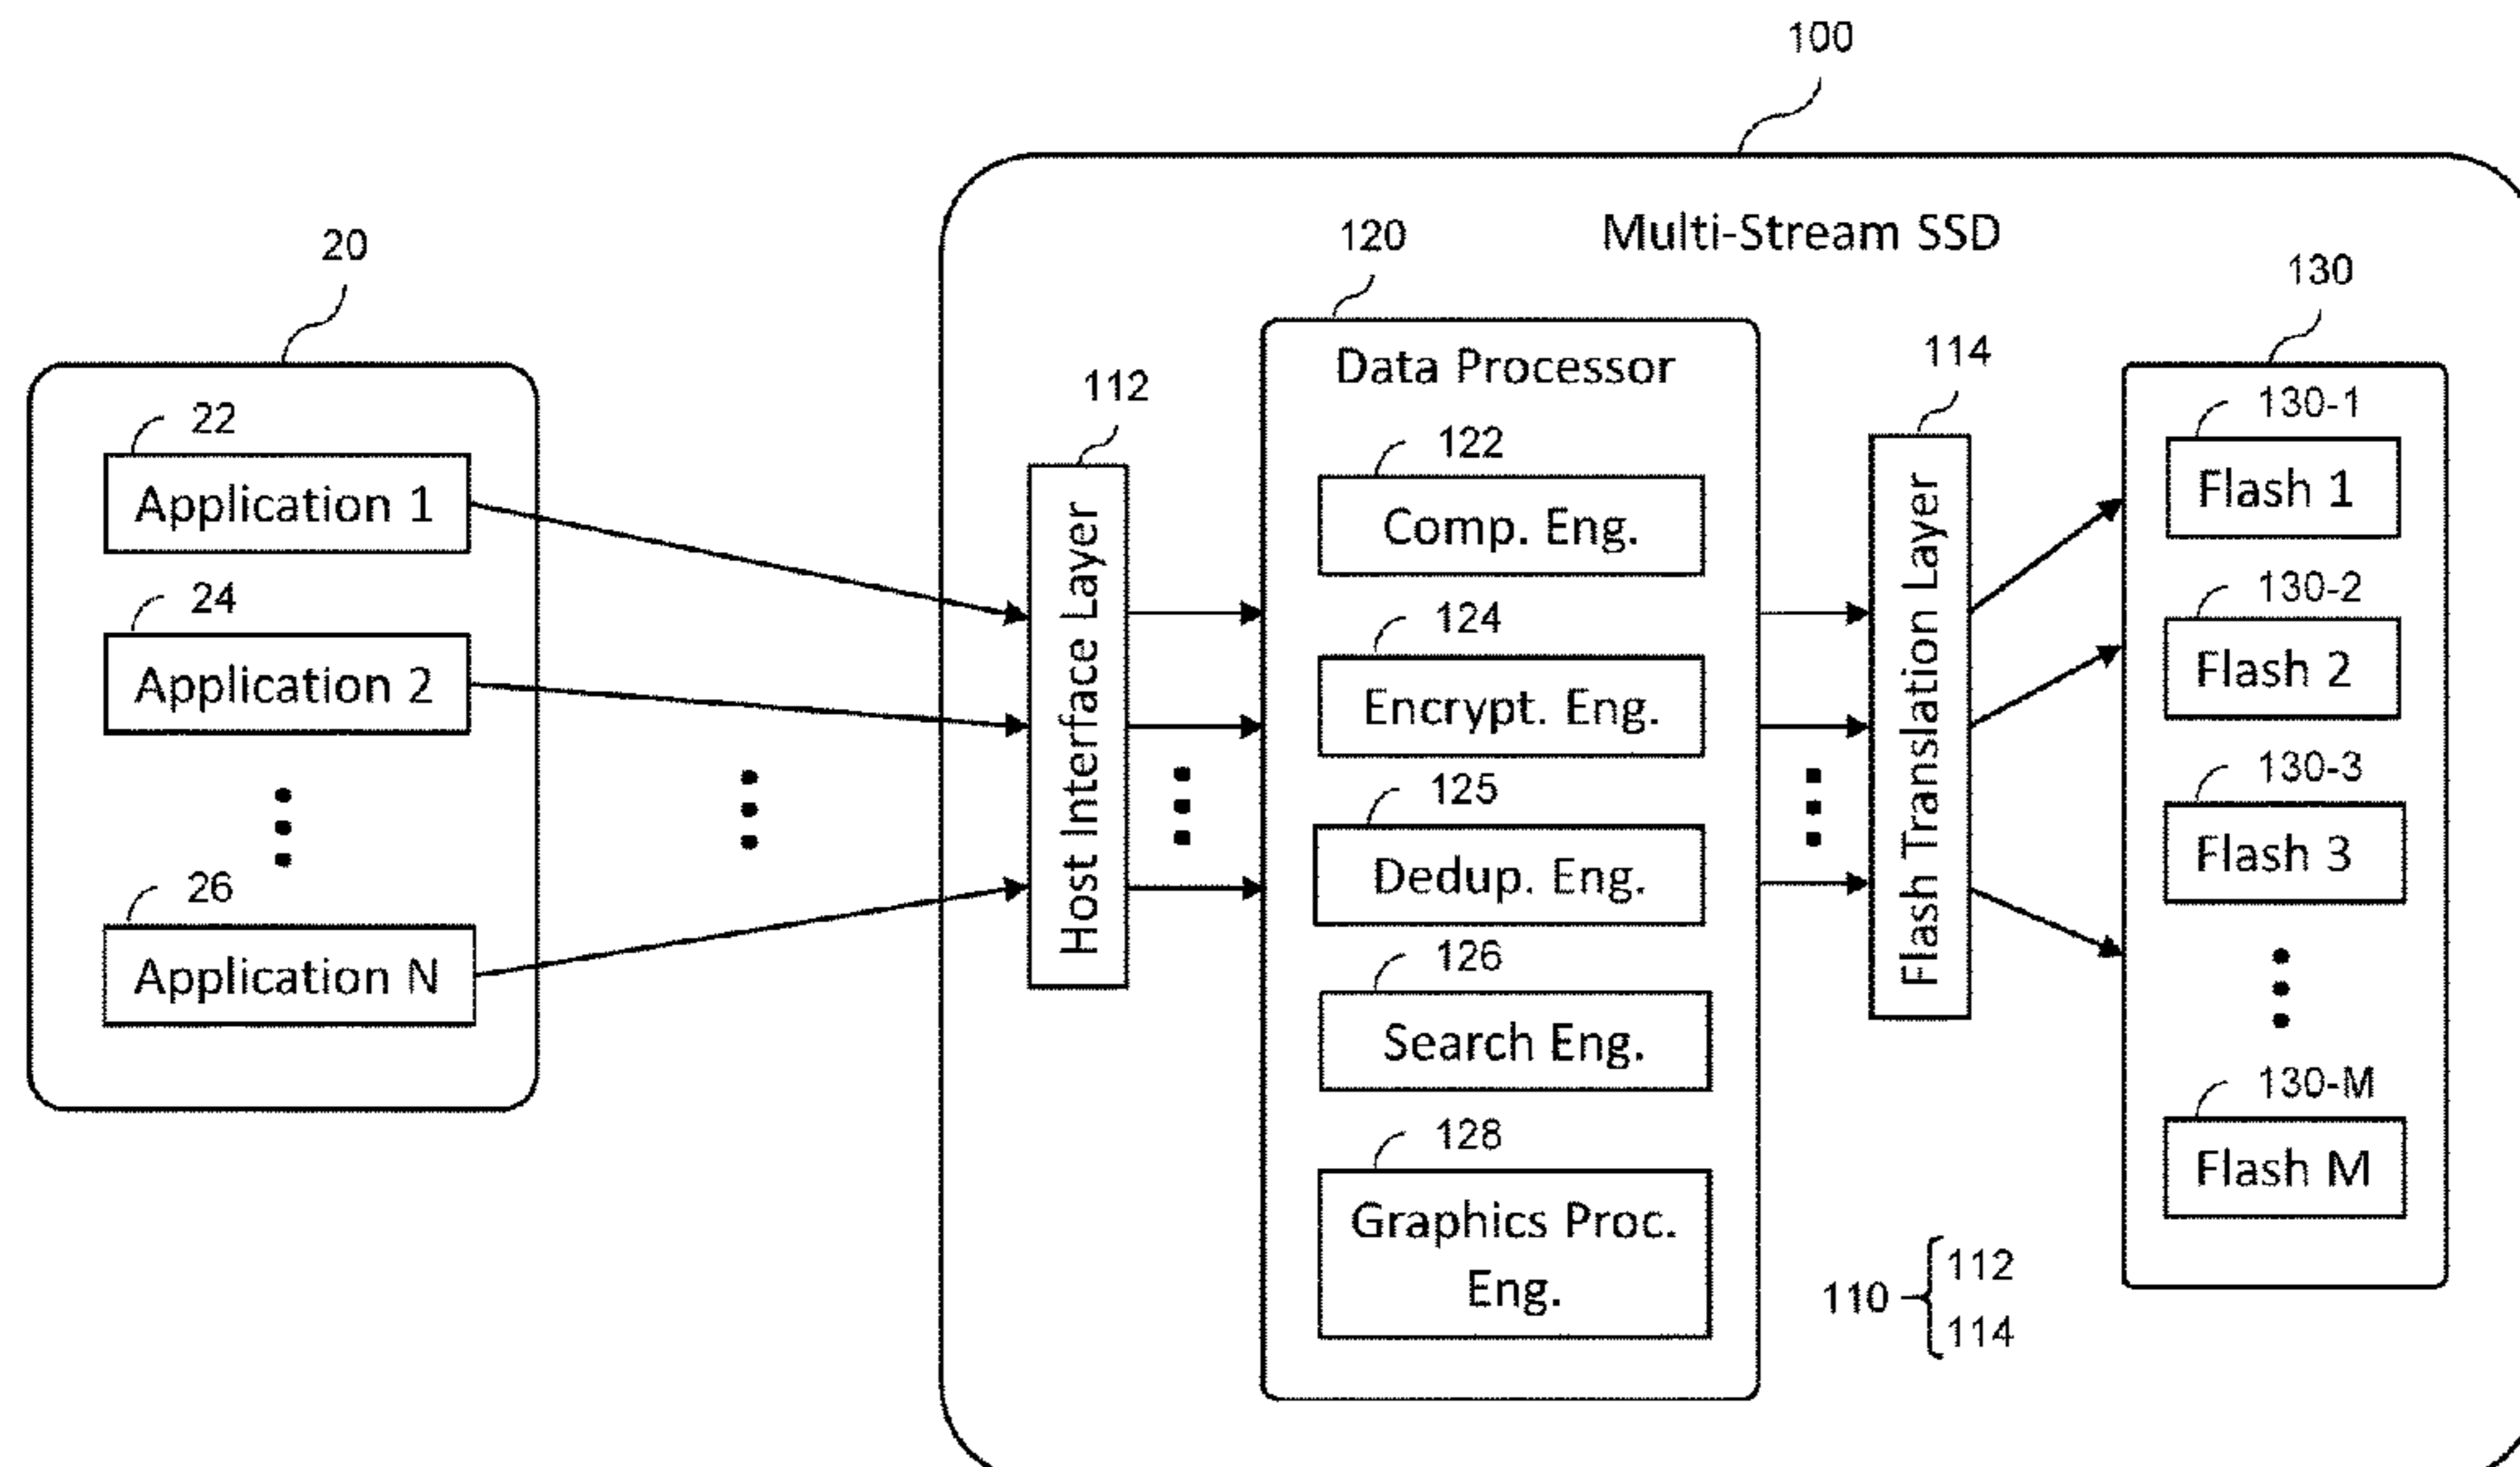 100
Multi-Stream SSD
20
22
Application 1
24
Application 2
26
Application N
112
Host Interface Layer
120
Data Processor
122
Comp. Eng.
124
Encrypt. Eng.
125
Dedup. Eng.
126
Search Eng.
128
Graphics Proc.
Eng.
114
Flash Translation Layer
130
130-1
Flash 1
130-2
Flash 2
130-3
Flash 3
130-M
Flash M
110
112
114